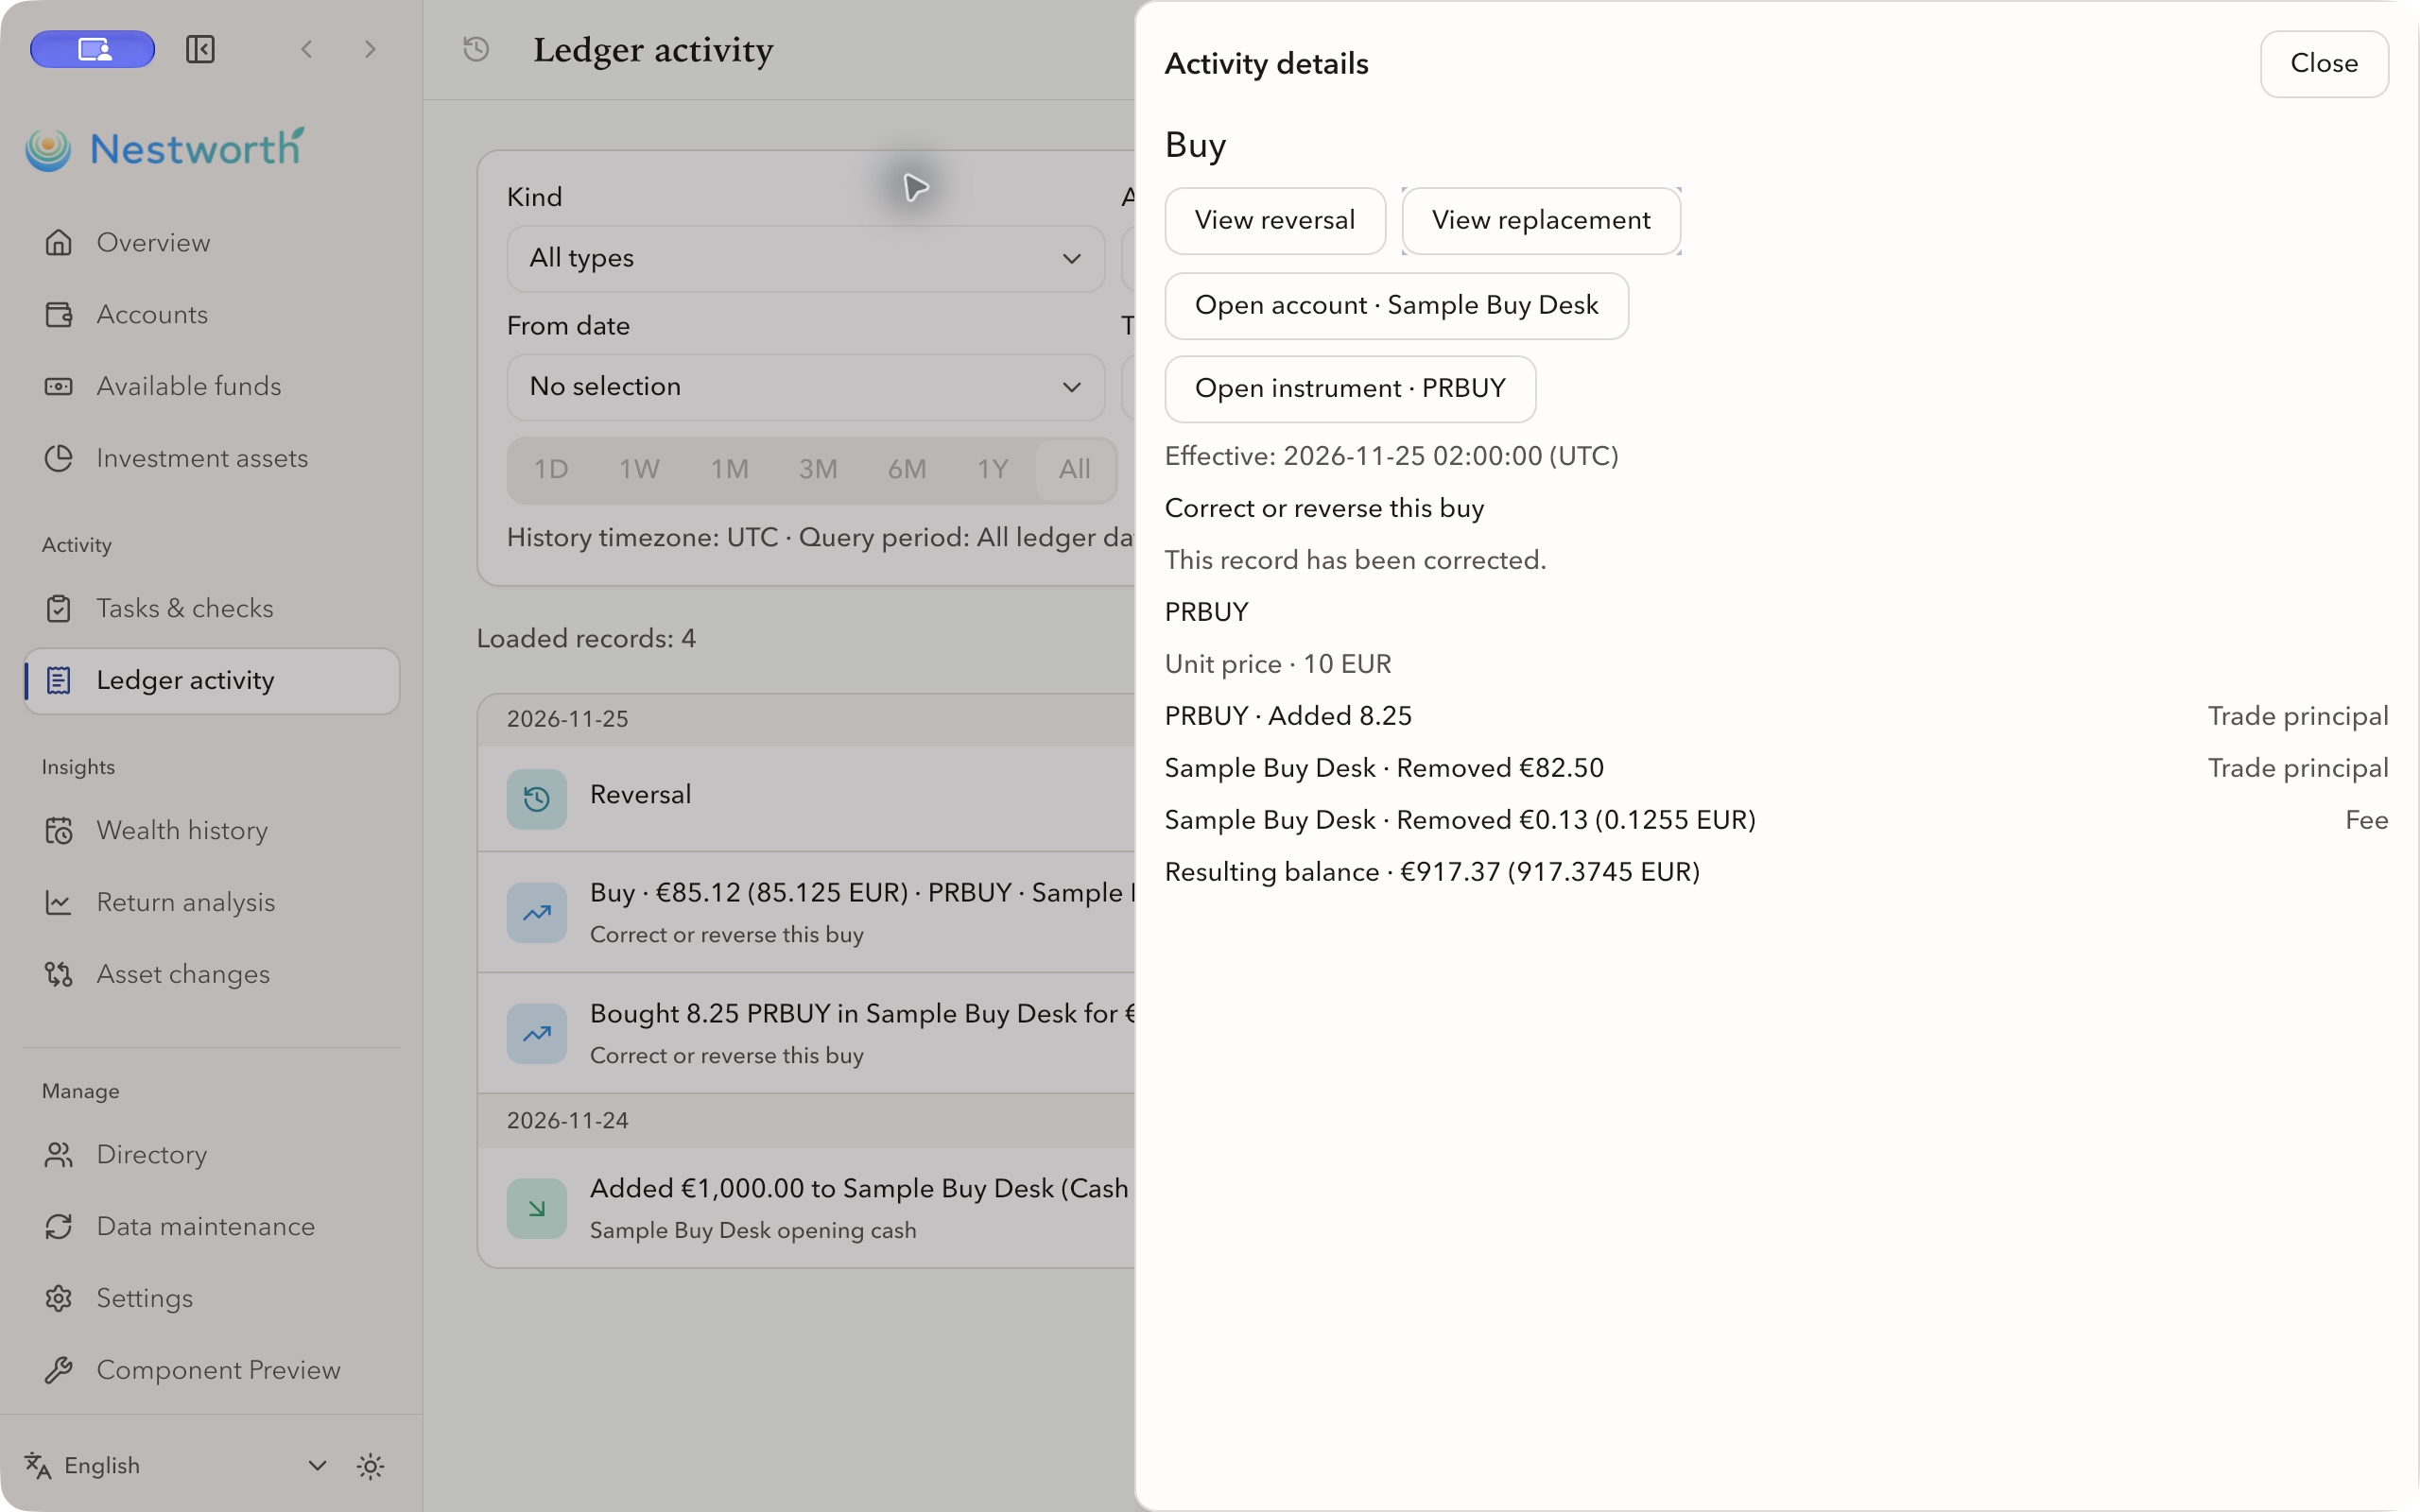 Ledger activity
Nestworth
Overview
Accounts
Available funds
Investment assets
Activity
Tasks & checks
Ledger activity
Insights
Wealth history
Return analysis
Asset changes
Manage
Directory
Data maintenance
Settings
Component Preview
English
Kind
A
All types
From date
T
No selection
1D 1W 1M 3M 6M 1Y All
History timezone: UTC · Query period: All ledger da
Loaded records: 4
2026-11-25
Reversal
Buy · €85.12 (85.125 EUR) · PRBUY · Sample
Correct or reverse this buy
Bought 8.25 PRBUY in Sample Buy Desk for €
Correct or reverse this buy
2026-11-24
Added €1,000.00 to Sample Buy Desk (Cash
Sample Buy Desk opening cash
Activity details
Close
Buy
View reversal
View replacement
Open account · Sample Buy Desk
Open instrument · PRBUY
Effective: 2026-11-25 02:00:00 (UTC)
Correct or reverse this buy
This record has been corrected.
PRBUY
Unit price · 10 EUR
PRBUY · Added 8.25 Trade principal
Sample Buy Desk · Removed €82.50 Trade principal
Sample Buy Desk · Removed €0.13 (0.1255 EUR) Fee
Resulting balance · €917.37 (917.3745 EUR)